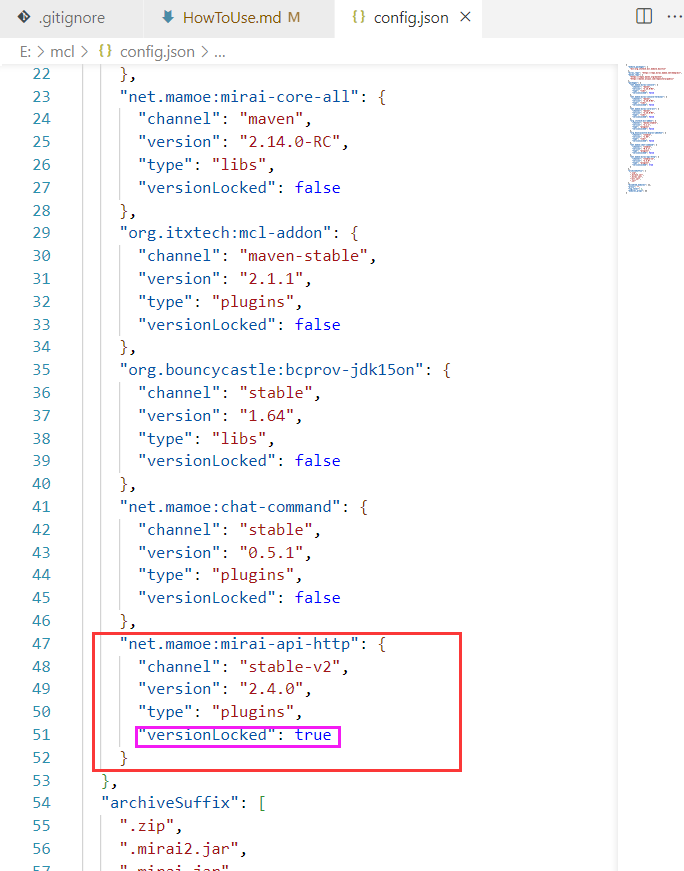 .gitignore
HowToUse.md M
{} config.json ×
...
E: > mcl > {} config.json > ...
22 },
23 "net.mamoe:mirai-core-all": {
24 "channel": "maven",
25 "version": "2.14.0-RC",
26 "type": "libs",
27 "versionLocked": false
28 },
29 "org.itxtech:mcl-addon": {
30 "channel": "maven-stable",
31 "version": "2.1.1",
32 "type": "plugins",
33 "versionLocked": false
34 },
35 "org.bouncycastle:bcprov-jdk15on": {
36 "channel": "stable",
37 "version": "1.64",
38 "type": "libs",
39 "versionLocked": false
40 },
41 "net.mamoe:chat-command": {
42 "channel": "stable",
43 "version": "0.5.1",
44 "type": "plugins",
45 "versionLocked": false
46 },
47 "net.mamoe:mirai-api-http": {
48 "channel": "stable-v2",
49 "version": "2.4.0",
50 "type": "plugins",
51 "versionLocked": true
52 }
53 },
54 "archiveSuffix": [
55 ".zip",
56 ".mirai2.jar",
57 ".mirai.jar"